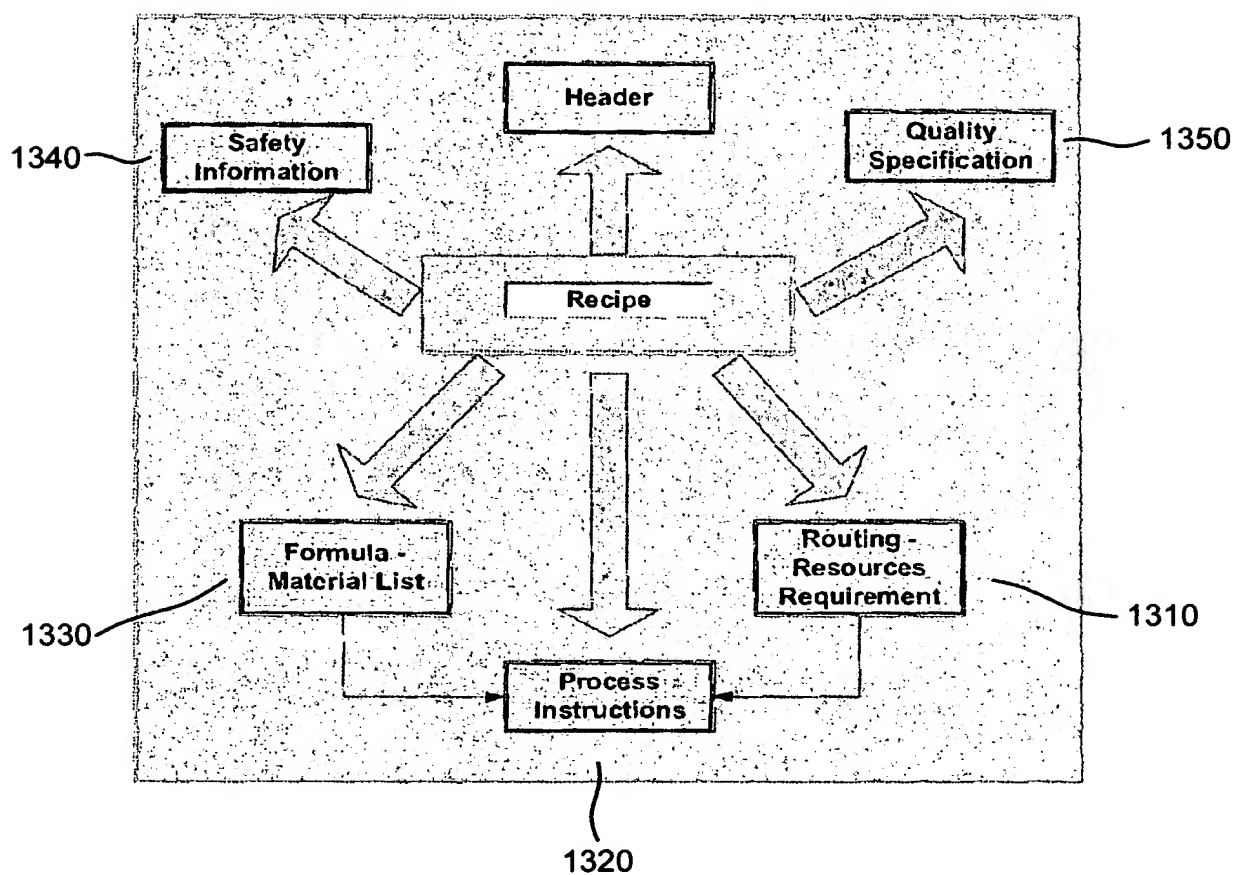 Header
1340
Safety
Information
Quality
Specification
1350
Recipe
Formula -
Material List
1330
Routing -
Resources
Requirement
1310
Process
Instructions
1320